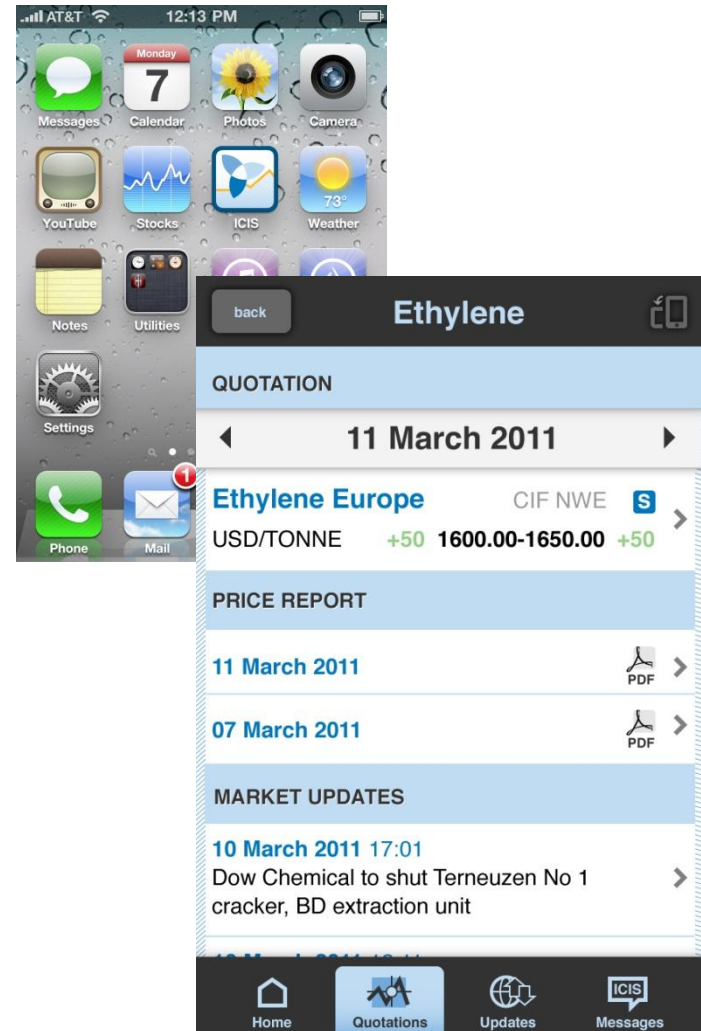 AT&T 12:13 PM
Monday
7
Messages Calendar Photos Camera
73°
YouTube Stocks ICIS Weather
Notes Utilities
Settings
1
Phone Mail
back Ethylene
QUOTATION
11 March 2011
Ethylene Europe CIF NWE S
USD/TONNE +50 1600.00-1650.00 +50
PRICE REPORT
11 March 2011 PDF
07 March 2011 PDF
MARKET UPDATES
10 March 2011 17:01
Dow Chemical to shut Terneuzen No 1
cracker, BD extraction unit
ICIS
Home Quotations Updates Messages